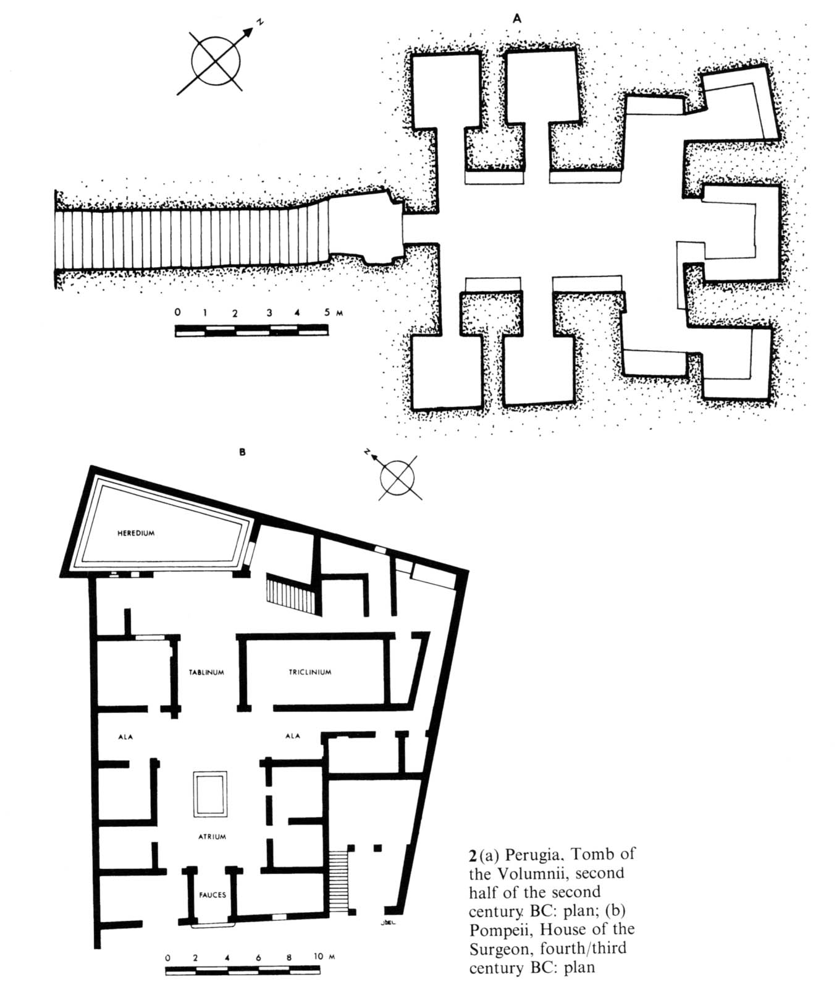 N
A
0 1 2 3 4 5 M
B
N
HEREDIUM
TABLINUM
TRICLINIUM
ALA
ALA
ATRIUM
FAUCES
0 2 4 6 8 10 M
2(a) Perugia, Tomb of
the Volumnii, second
half of the second
century BC: plan; (b)
Pompeii, House of the
Surgeon, fourth/third
century BC: plan